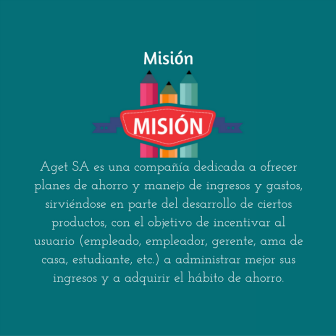 Misión
MISIÓN
Aget SA es una compañía dedicada a ofrecer
planes de ahorro y manejo de ingresos y gastos,
sirviéndose en parte del desarrollo de ciertos
productos, con el objetivo de incentivar al
usuario (empleado, empleador, gerente, ama de
casa, estudiante, etc.) a administrar mejor sus
ingresos y a adquirir el hábito de ahorro.